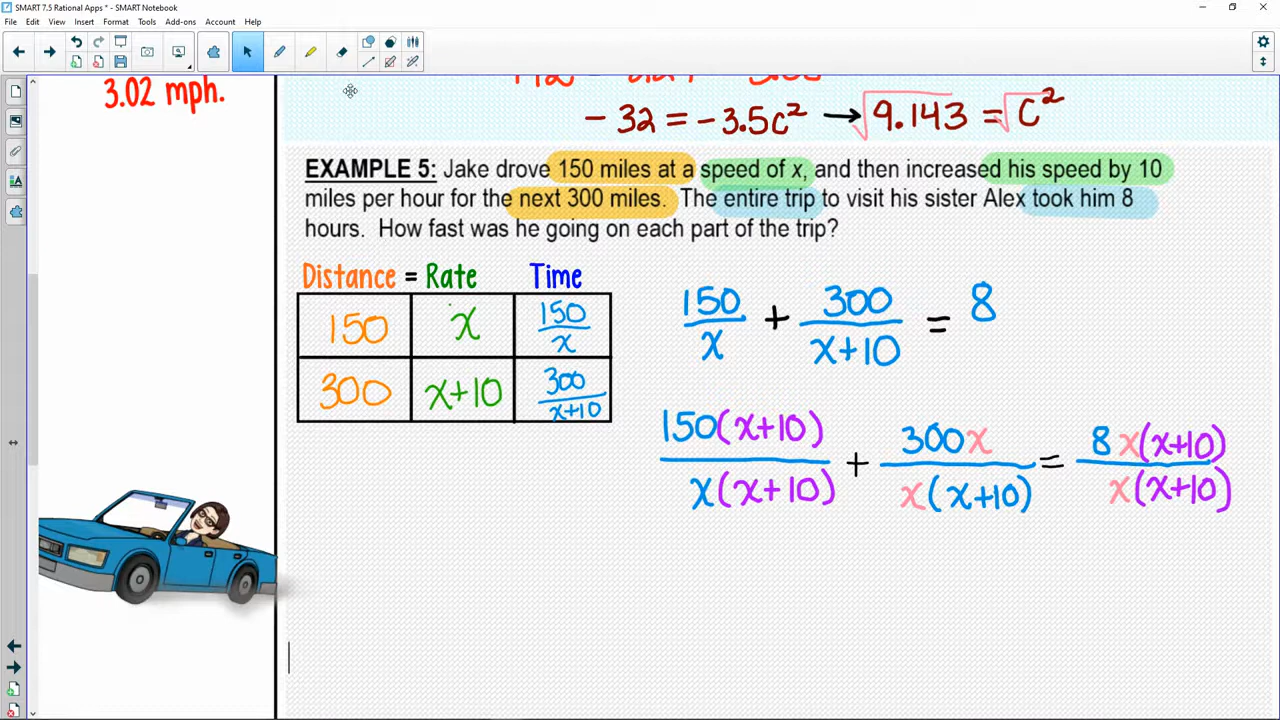 SMART 7.5 Rational Apps * - SMART Notebook
File Edit View Insert Format Tools Add-ons Account Help
3.02 mph.
- 32 = -3.5c² → √9.143 = √c²
EXAMPLE 5: Jake drove 150 miles at a speed of x, and then increased his speed by 10
miles per hour for the next 300 miles. The entire trip to visit his sister Alex took him 8
hours. How fast was he going on each part of the trip?
Distance = Rate Time
150 x 150/x
300 x+10 300/x+10
150/x + 300/x+10 = 8
150(x+10)/x(x+10) + 300x/x(x+10) = 8x(x+10)/x(x+10)